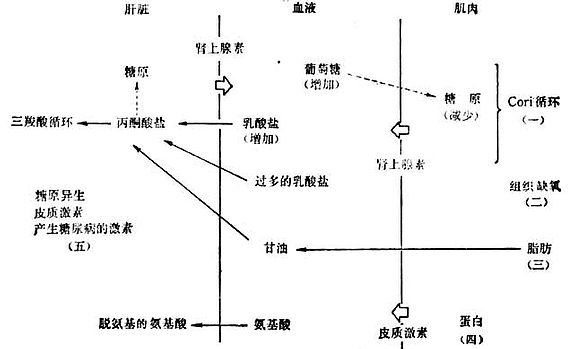 肝脏 血液 肌肉
肾上腺素
糖原
葡萄糖
(增加)
糖 原
(减少)
Cori循环
(一)
三羧酸循环 丙酮酸盐 乳酸盐
(增加)
肾上腺素
过多的乳酸盐
组织缺氧
(二)
糖原异生
皮质激素
产生糖尿病的激素
(五)
甘油
脂肪
(三)
脱氨基的氨基酸 氨基酸
皮质激素
蛋白
(四)